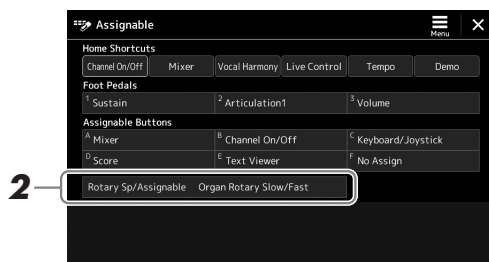 Assignable
Menu
Home Shortcuts
Channel On/Off Mixer Vocal Harmony Live Control Tempo Demo
Foot Pedals
1 Sustain 2 Articulation1 3 Volume
Assignable Buttons
A Mixer B Channel On/Off C Keyboard/Joystick
D Score E Text Viewer F No Assign
2 Rotary Sp/Assignable Organ Rotary Slow/Fast